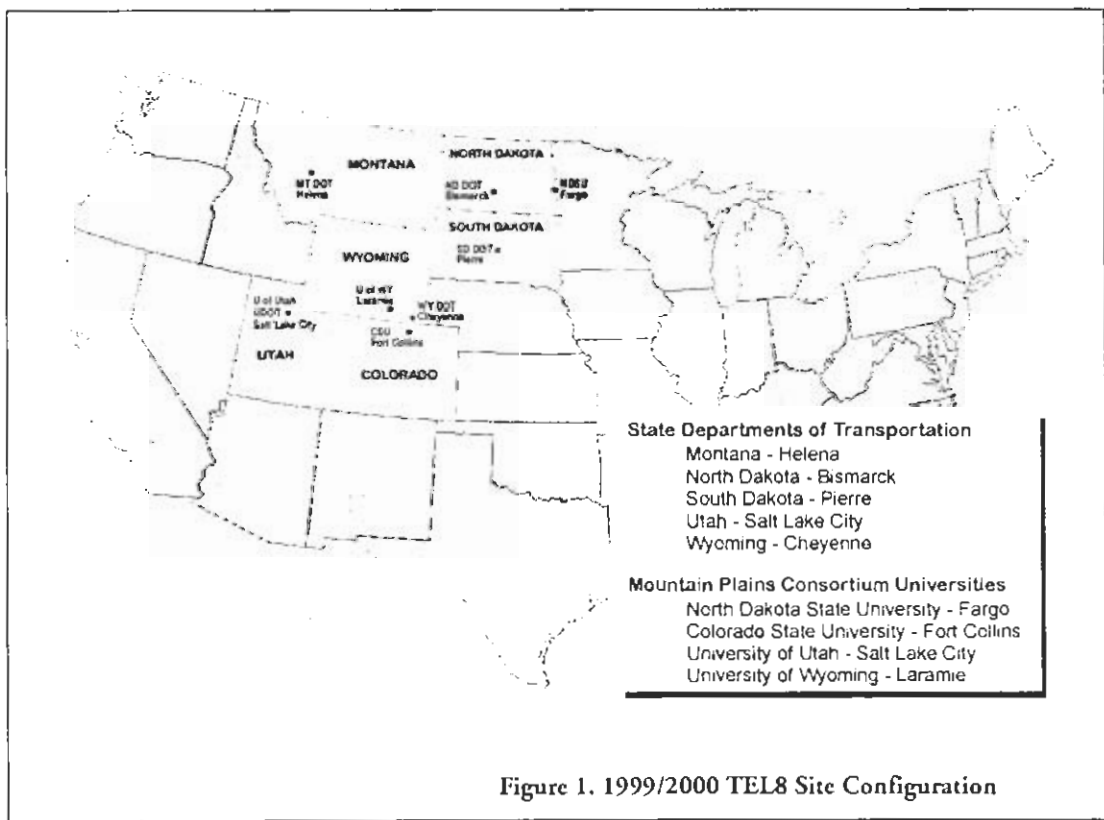 MONTANA
NORTH DAKOTA
MT DOT
Helena
ND DOT
Bismarck
NDSU
Fargo
SOUTH DAKOTA
SD DOT
Pierre
WYOMING
U of WY
Laramie
WY DOT
Cheyenne
U of Utah
UDOT
Salt Lake City
CSU
Fort Collins
UTAH
COLORADO
State Departments of Transportation
Montana - Helena
North Dakota - Bismarck
South Dakota - Pierre
Utah - Salt Lake City
Wyoming - Cheyenne
Mountain Plains Consortium Universities
North Dakota State University - Fargo
Colorado State University - Fort Collins
University of Utah - Salt Lake City
University of Wyoming - Laramie
Figure 1. 1999/2000 TEL8 Site Configuration